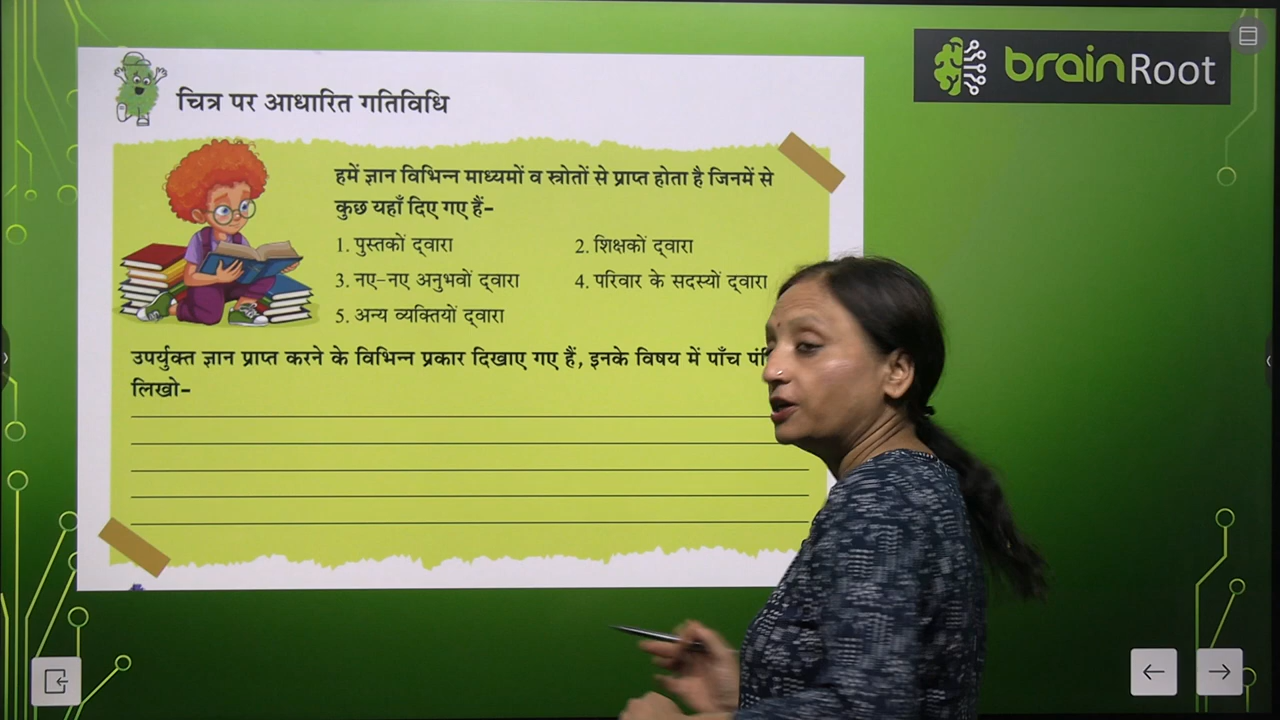 brainRoot
चित्र पर आधारित गतिविधि
हमें ज्ञान विभिन्न माध्यमों व स्त्रोतों से प्राप्त होता है जिनमें से
कुछ यहाँ दिए गए हैं-
1. पुस्तकों द्वारा 2. शिक्षकों द्वारा
3. नए-नए अनुभवों द्वारा 4. परिवार के सदस्यों द्वारा
5. अन्य व्यक्तियों द्वारा
उपर्युक्त ज्ञान प्राप्त करने के विभिन्न प्रकार दिखाए गए हैं, इनके विषय में पाँच
लिखो-